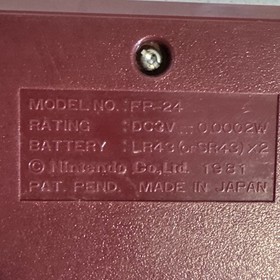 MODEL NO. : FP-24
RATING : DC3V 0.0002W
BATTERY : LR43 (SR43) × 2
© Nintendo Co., Ltd. 1981
PAT. PEND. MADE IN JAPAN